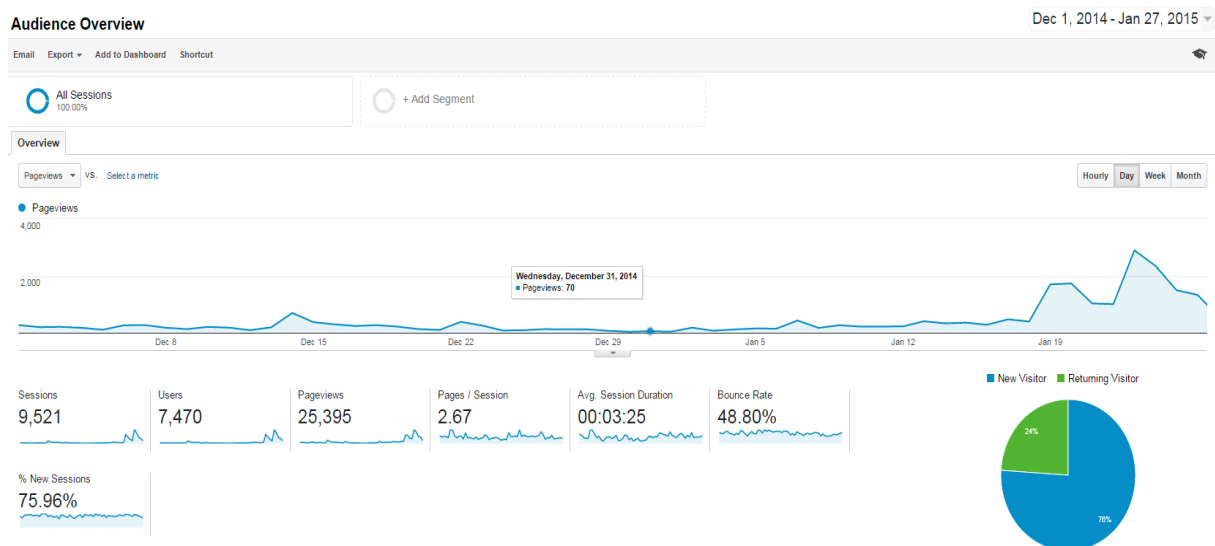 Audience Overview
Dec 1, 2014 - Jan 27, 2015
Email Export Add to Dashboard Shortcut
All Sessions
100.00%
+ Add Segment
Overview
Pageviews VS. Select a metric
Hourly Day Week Month
Pageviews
4,000
2,000
Wednesday, December 31, 2014
Pageviews: 70
Dec 8 Dec 15 Dec 22 Dec 29 Jan 5 Jan 12 Jan 19
New Visitor Returning Visitor
Sessions
9,521
Users
7,470
Pageviews
25,395
Pages / Session
2.67
Avg. Session Duration
00:03:25
Bounce Rate
48.80%
% New Sessions
75.96%
24%
76%